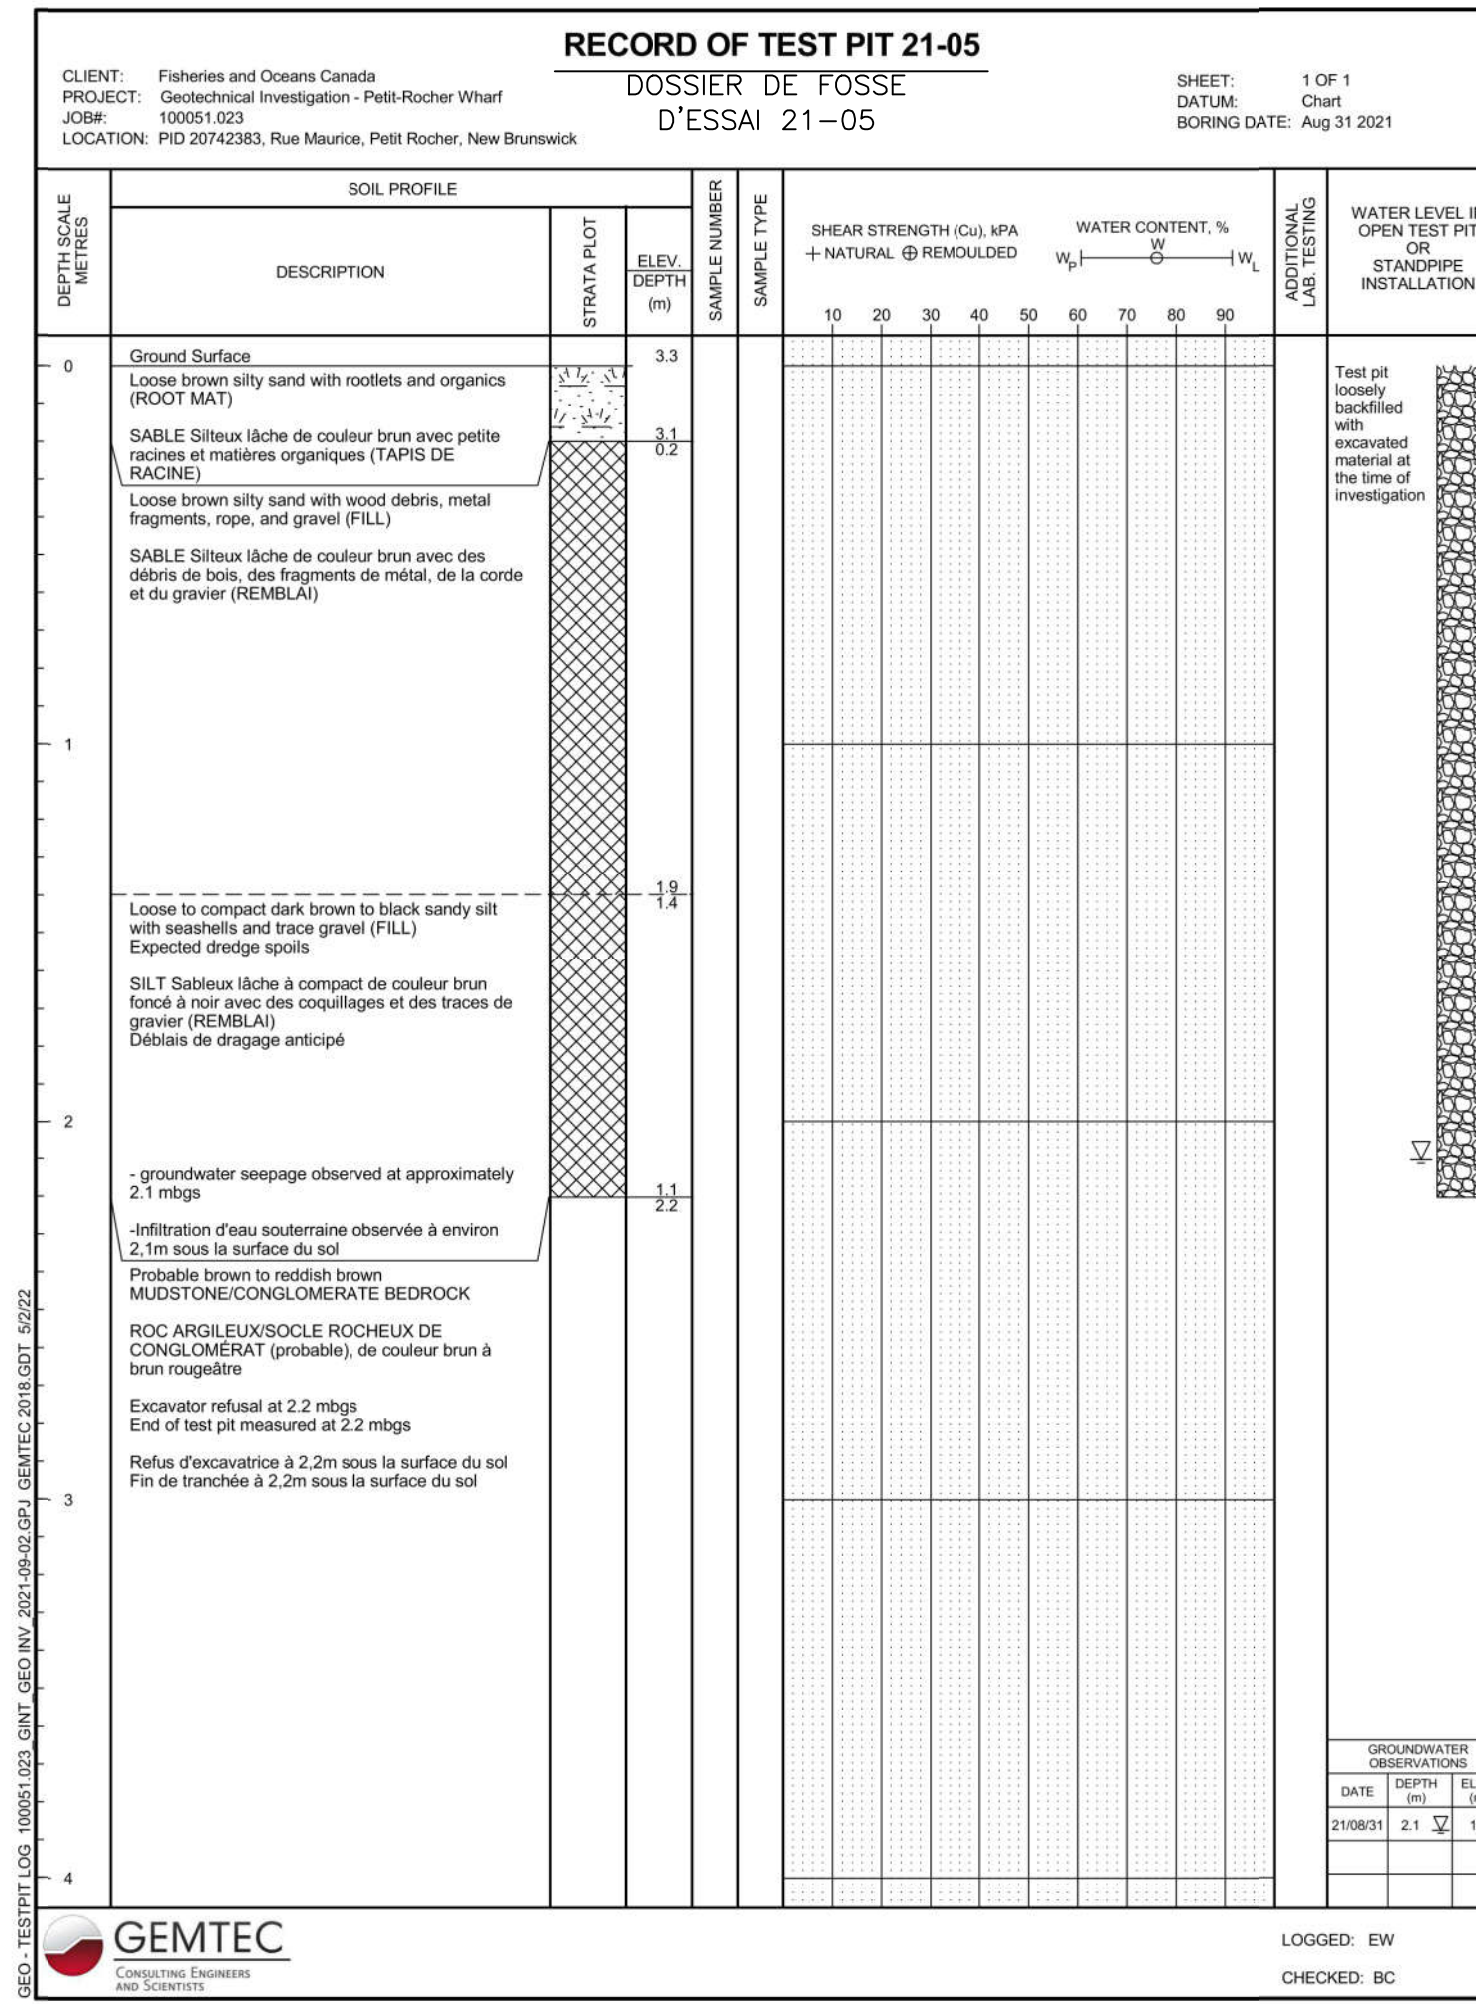 RECORD OF TEST PIT 21-05
DOSSIER DE FOSSE
D'ESSAI 21-05
CLIENT: Fisheries and Oceans Canada
PROJECT: Geotechnical Investigation - Petit-Rocher Wharf
JOB#: 100051.023
LOCATION: PID 20742383, Rue Maurice, Petit Rocher, New Brunswick
SHEET: 1 OF 1
DATUM: Chart
BORING DATE: Aug 31 2021
DEPTH SCALE
METRES
SOIL PROFILE
DESCRIPTION
STRATA PLOT
ELEV.
DEPTH
(m)
SAMPLE NUMBER
SAMPLE TYPE
SHEAR STRENGTH (Cu), kPA
+ NATURAL ⊕ REMOULDED
WATER CONTENT, %
W
WP WL
10 20 30 40 50 60 70 80 90
ADDITIONAL
LAB. TESTING
WATER LEVEL
OPEN TEST PIT
OR
STANDPIPE
INSTALLATION
0
Ground Surface
3.3
Loose brown silty sand with rootlets and organics
(ROOT MAT)
SABLE Silteux lâche de couleur brun avec petite
racines et matières organiques (TAPIS DE
RACINE)
3.1
0.2
Loose brown silty sand with wood debris, metal
fragments, rope, and gravel (FILL)
SABLE Silteux lâche de couleur brun avec des
débris de bois, des fragments de métal, de la corde
et du gravier (REMBLAI)
Test pit
loosely
backfilled
with
excavated
material at
the time of
investigation
1
1.9
1.4
Loose to compact dark brown to black sandy silt
with seashells and trace gravel (FILL)
Expected dredge spoils
SILT Sableux lâche à compact de couleur brun
foncé à noir avec des coquillages et des traces de
gravier (REMBLAI)
Déblais de dragage anticipé
2
- groundwater seepage observed at approximately
2.1 mbgs
1.1
2.2
-Infiltration d'eau souterraine observée à environ
2,1m sous la surface du sol
Probable brown to reddish brown
MUDSTONE/CONGLOMERATE BEDROCK
ROC ARGILEUX/SOCLE ROCHEUX DE
CONGLOMÉRAT (probable), de couleur brun à
brun rougeâtre
Excavator refusal at 2.2 mbgs
End of test pit measured at 2.2 mbgs
Refus d'excavatrice à 2,2m sous la surface du sol
Fin de tranchée à 2,2m sous la surface du sol
3
4
GROUNDWATER
OBSERVATIONS
DATE DEPTH
(m)
21/08/31 2.1
GEO - TESTPIT LOG 100051.023_GINT_GEO INV_2021-09-02.GPJ GEMTEC 2018.GDT 5/2/22
GEMTEC
CONSULTING ENGINEERS
AND SCIENTISTS
LOGGED: EW
CHECKED: BC